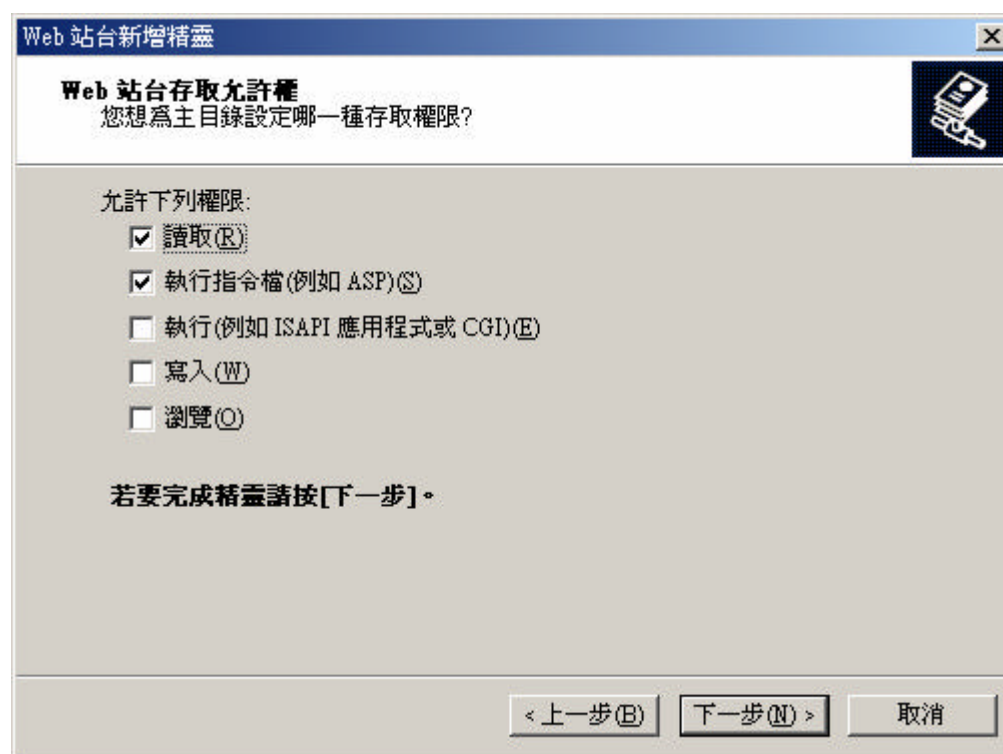 Web 站台新增精靈
Web 站台存取允許權
您想為主目錄設定哪一種存取權限?
允許下列權限:
讀取(R)
執行指令檔(例如 ASP)(S)
執行(例如 ISAPI 應用程式或 CGI)(E)
寫入(W)
瀏覽(O)
若要完成精靈請按[下一步]。
<上一步(B) 下一步(N)> 取消